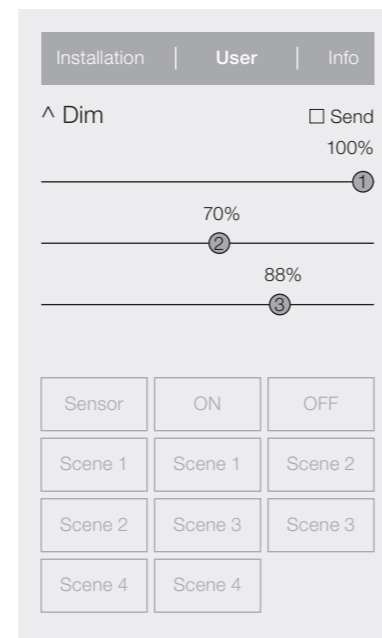 Installation | User | Info
^ Dim ☐ Send
100%
1
70%
2
88%
3
Sensor ON OFF
Scene 1 Scene 1 Scene 2
Scene 2 Scene 3 Scene 3
Scene 4 Scene 4